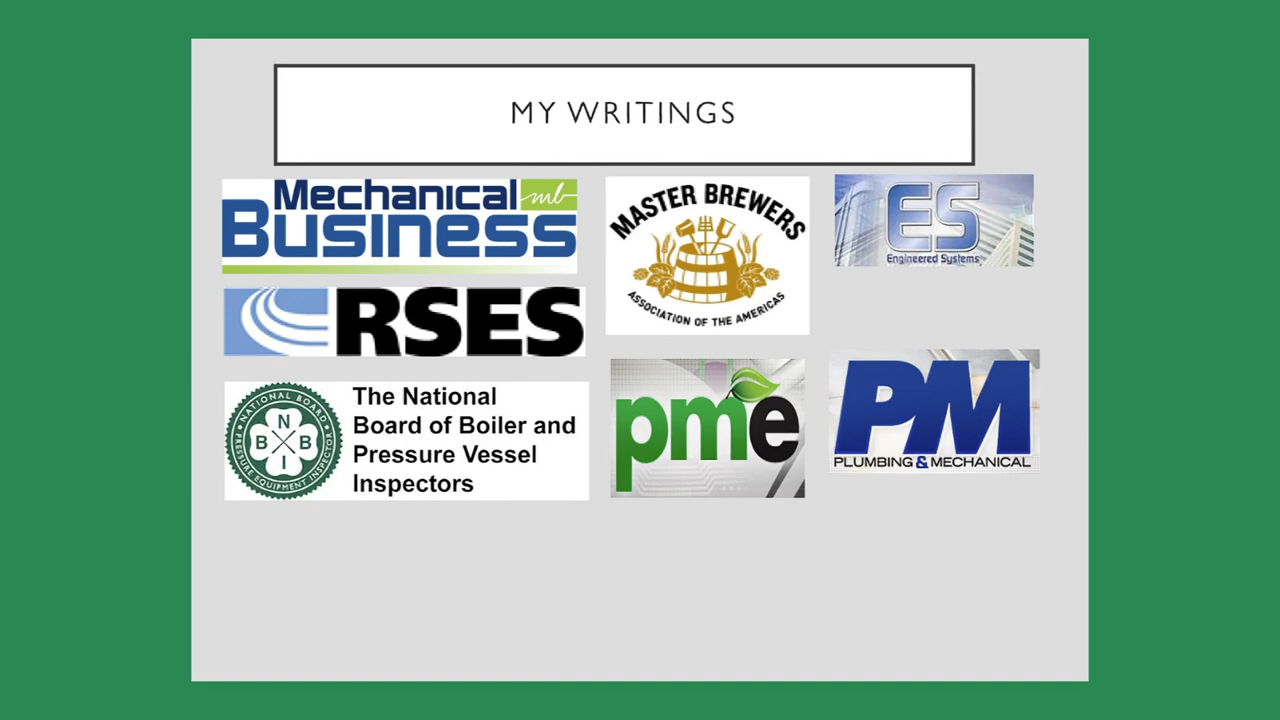 MY WRITINGS
Mechanical mb
Business
RSES
NATIONAL BOARD
PRESSURE EQUIPMENT INSPECTOR
N
B B
I
The National
Board of Boiler and
Pressure Vessel
Inspectors
MASTER BREWERS
ASSOCIATION OF THE AMERICAS
pme
ES
Engineered Systems
PM
PLUMBING & MECHANICAL